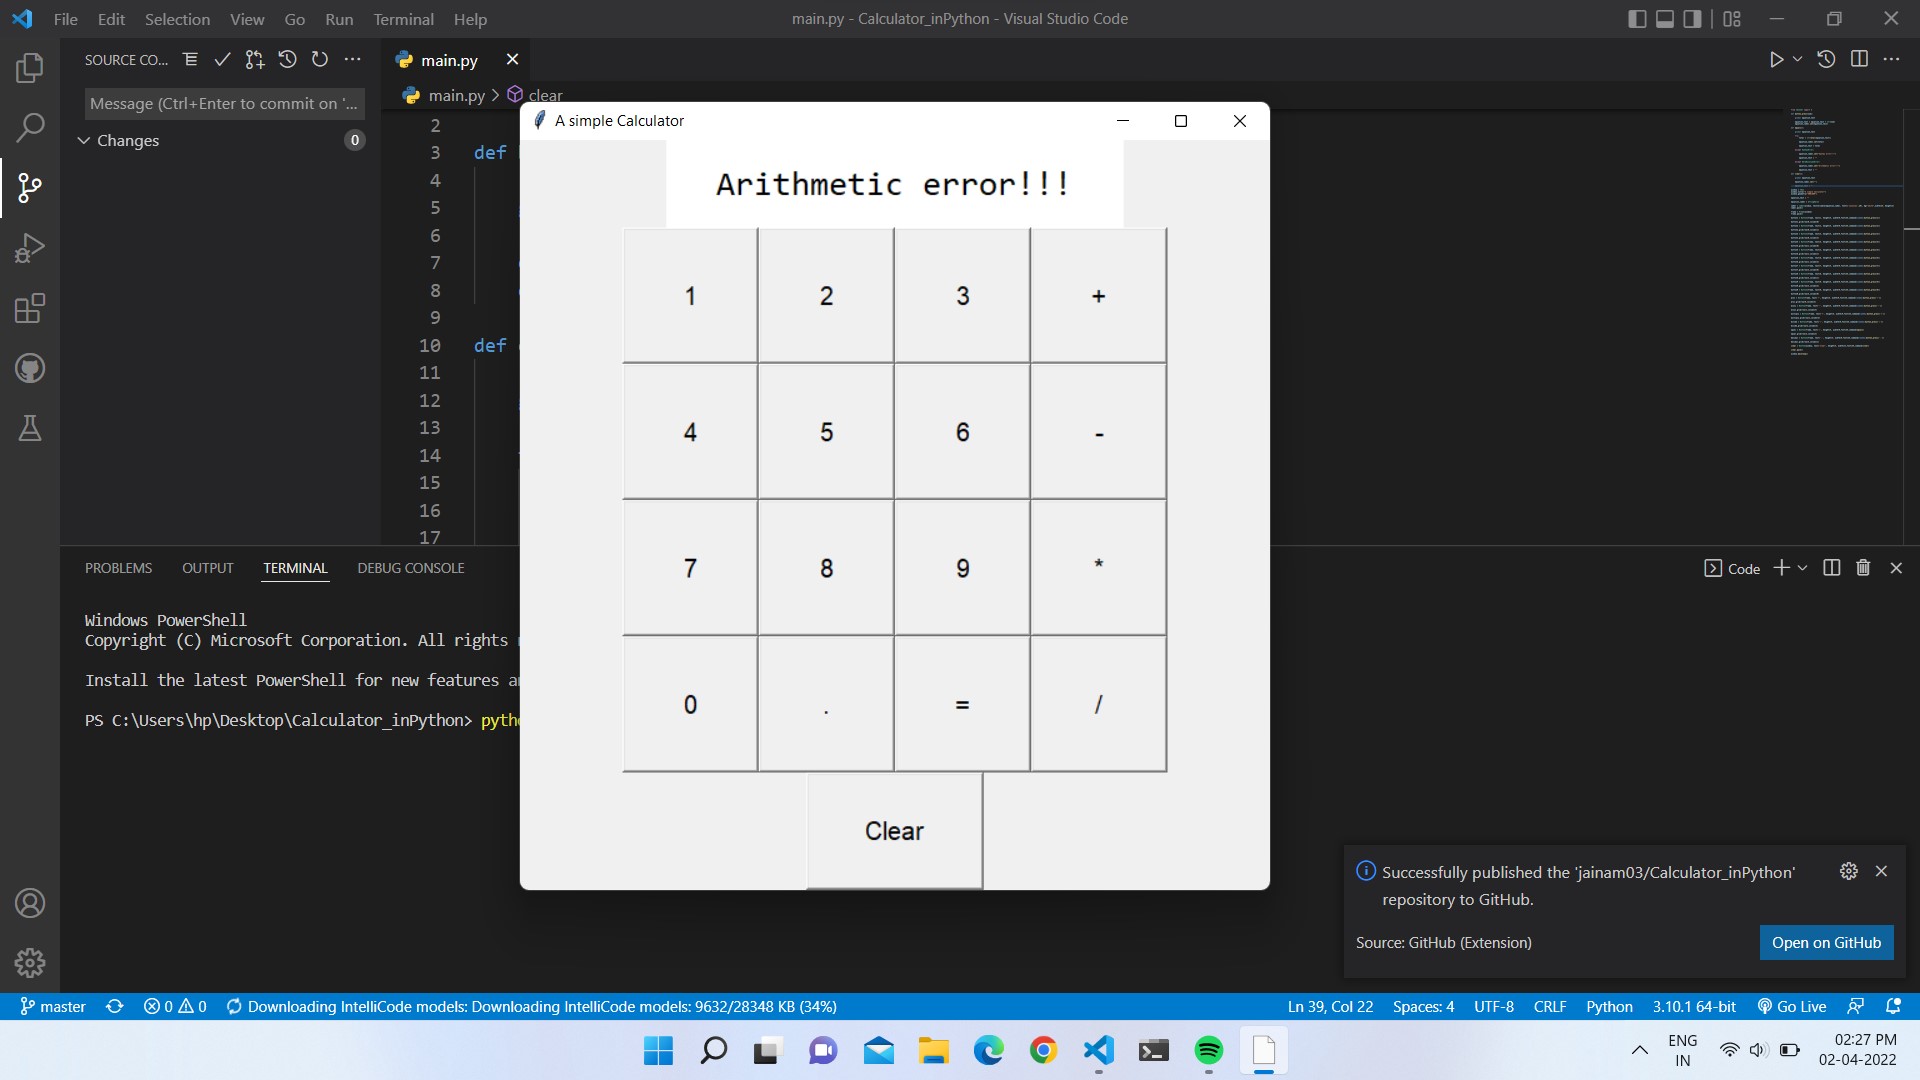 File Edit Selection View Go Run Terminal Help
main.py - Calculator_inPython - Visual Studio Code
SOURCE CO...
main.py
Message (Ctrl+Enter to commit on '...
main.py > clear
Changes 0
A simple Calculator
2
3 def
4
5
6
7
8
9
10 def
11
12
13
14
15
16
17
Arithmetic error!!!
1 2 3 +
4 5 6 -
7 8 9 *
0 . = /
Clear
PROBLEMS OUTPUT TERMINAL DEBUG CONSOLE
Code
Windows PowerShell
Copyright (C) Microsoft Corporation. All rights
Install the latest PowerShell for new features
PS C:\Users\hp\Desktop\Calculator_inPython>
Successfully published the 'jainam03/Calculator_inPython'
repository to GitHub.
Source: GitHub (Extension)
Open on GitHub
master 0 0 Downloading IntelliCode models: Downloading IntelliCode models: 9632/28348 KB (34%)
Ln 39, Col 22 Spaces: 4 UTF-8 CRLF Python 3.10.1 64-bit Go Live
ENG
IN
02:27 PM
02-04-2022